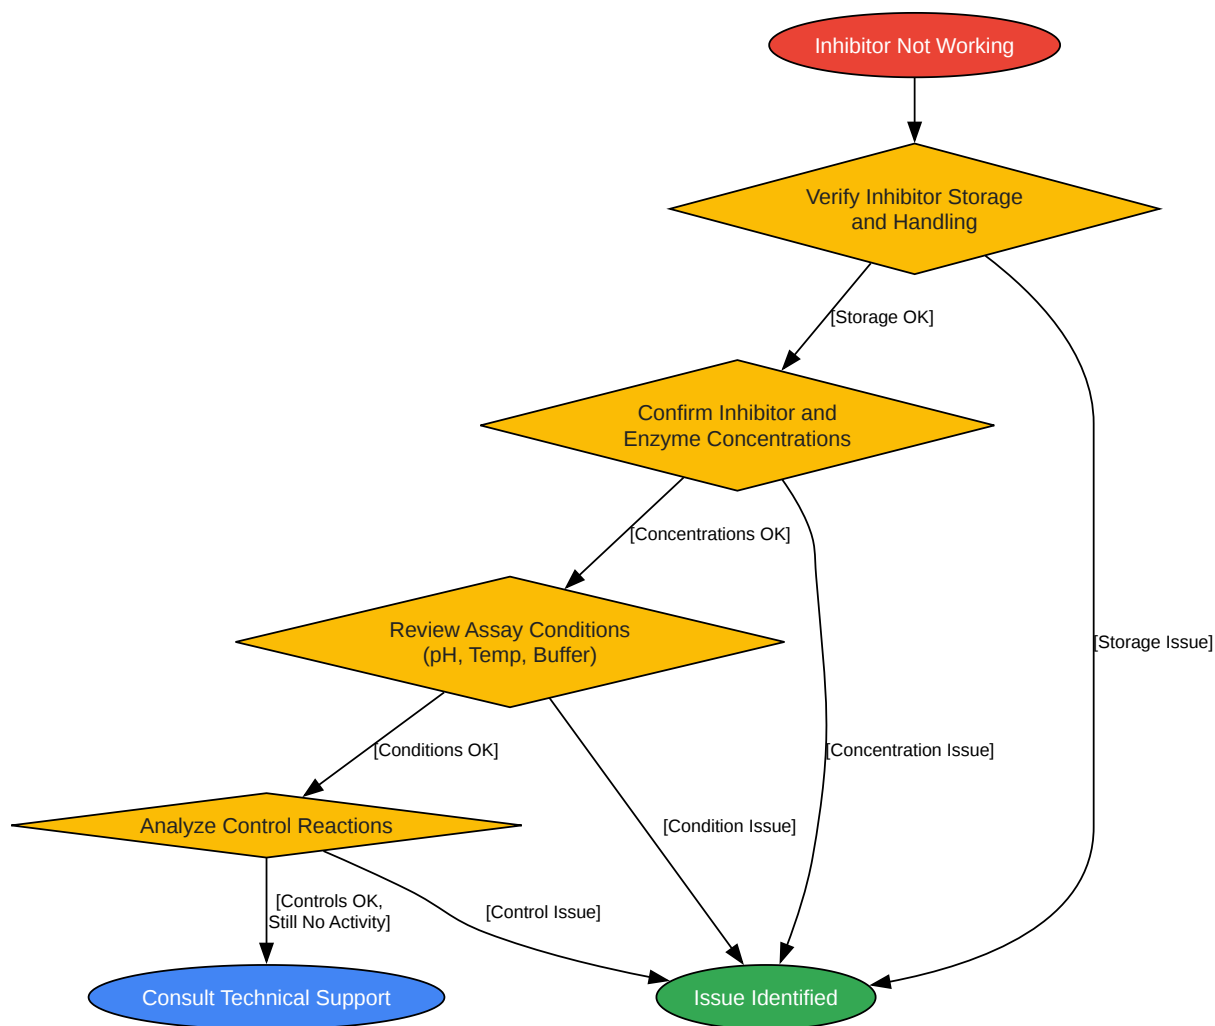 Inhibitor Not Working
Verify Inhibitor Storage
and Handling
[Storage OK]
Confirm Inhibitor and
Enzyme Concentrations
[Concentrations OK]
Review Assay Conditions
(pH, Temp, Buffer)
[Storage Issue]
[Conditions OK]
[Concentration Issue]
Analyze Control Reactions
[Condition Issue]
[Controls OK,
Still No Activity]
[Control Issue]
Consult Technical Support
Issue Identified